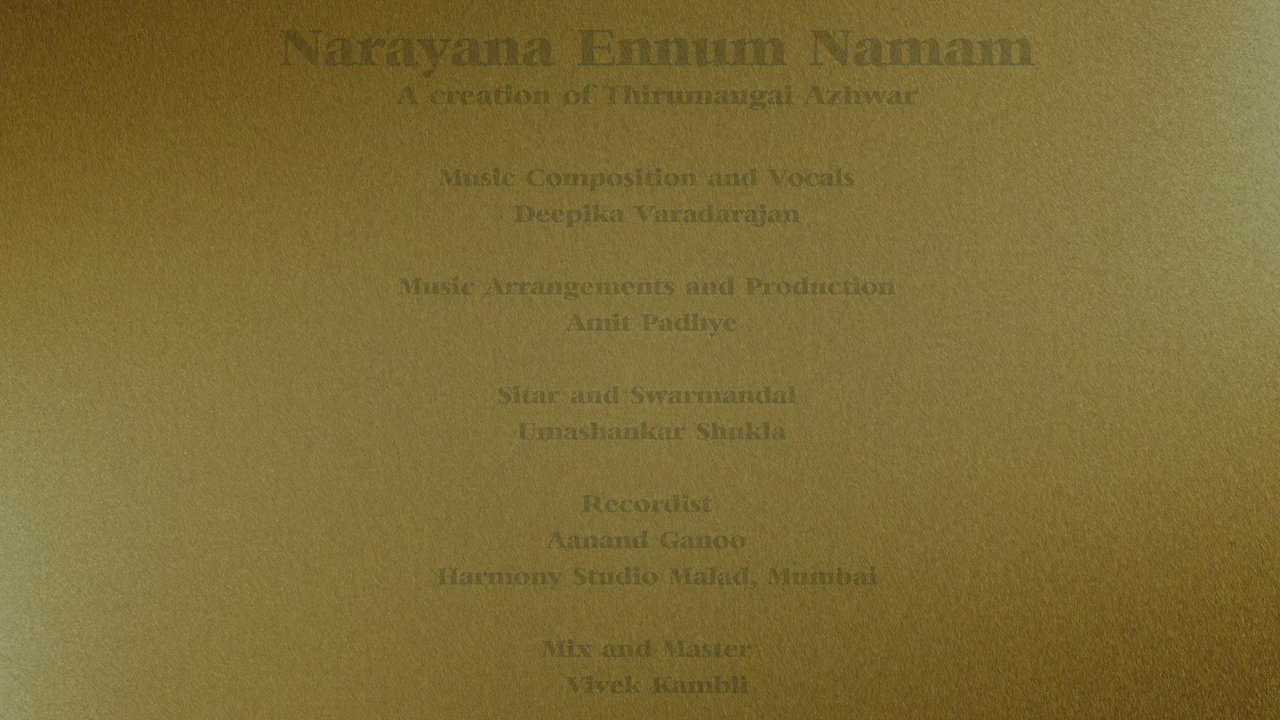 Narayana Ennum Namam
A creation of Thirumangai Azhwar
Music Composition and Vocals
Deepika Varadarajan
Music Arrangements and Production
Amit Padhye
Sitar and Swarmandal
Umashankar Shukla
Recordist
Aanand Ganoo
Harmony Studio Malad, Mumbai
Mix and Master
Vivek Kambli